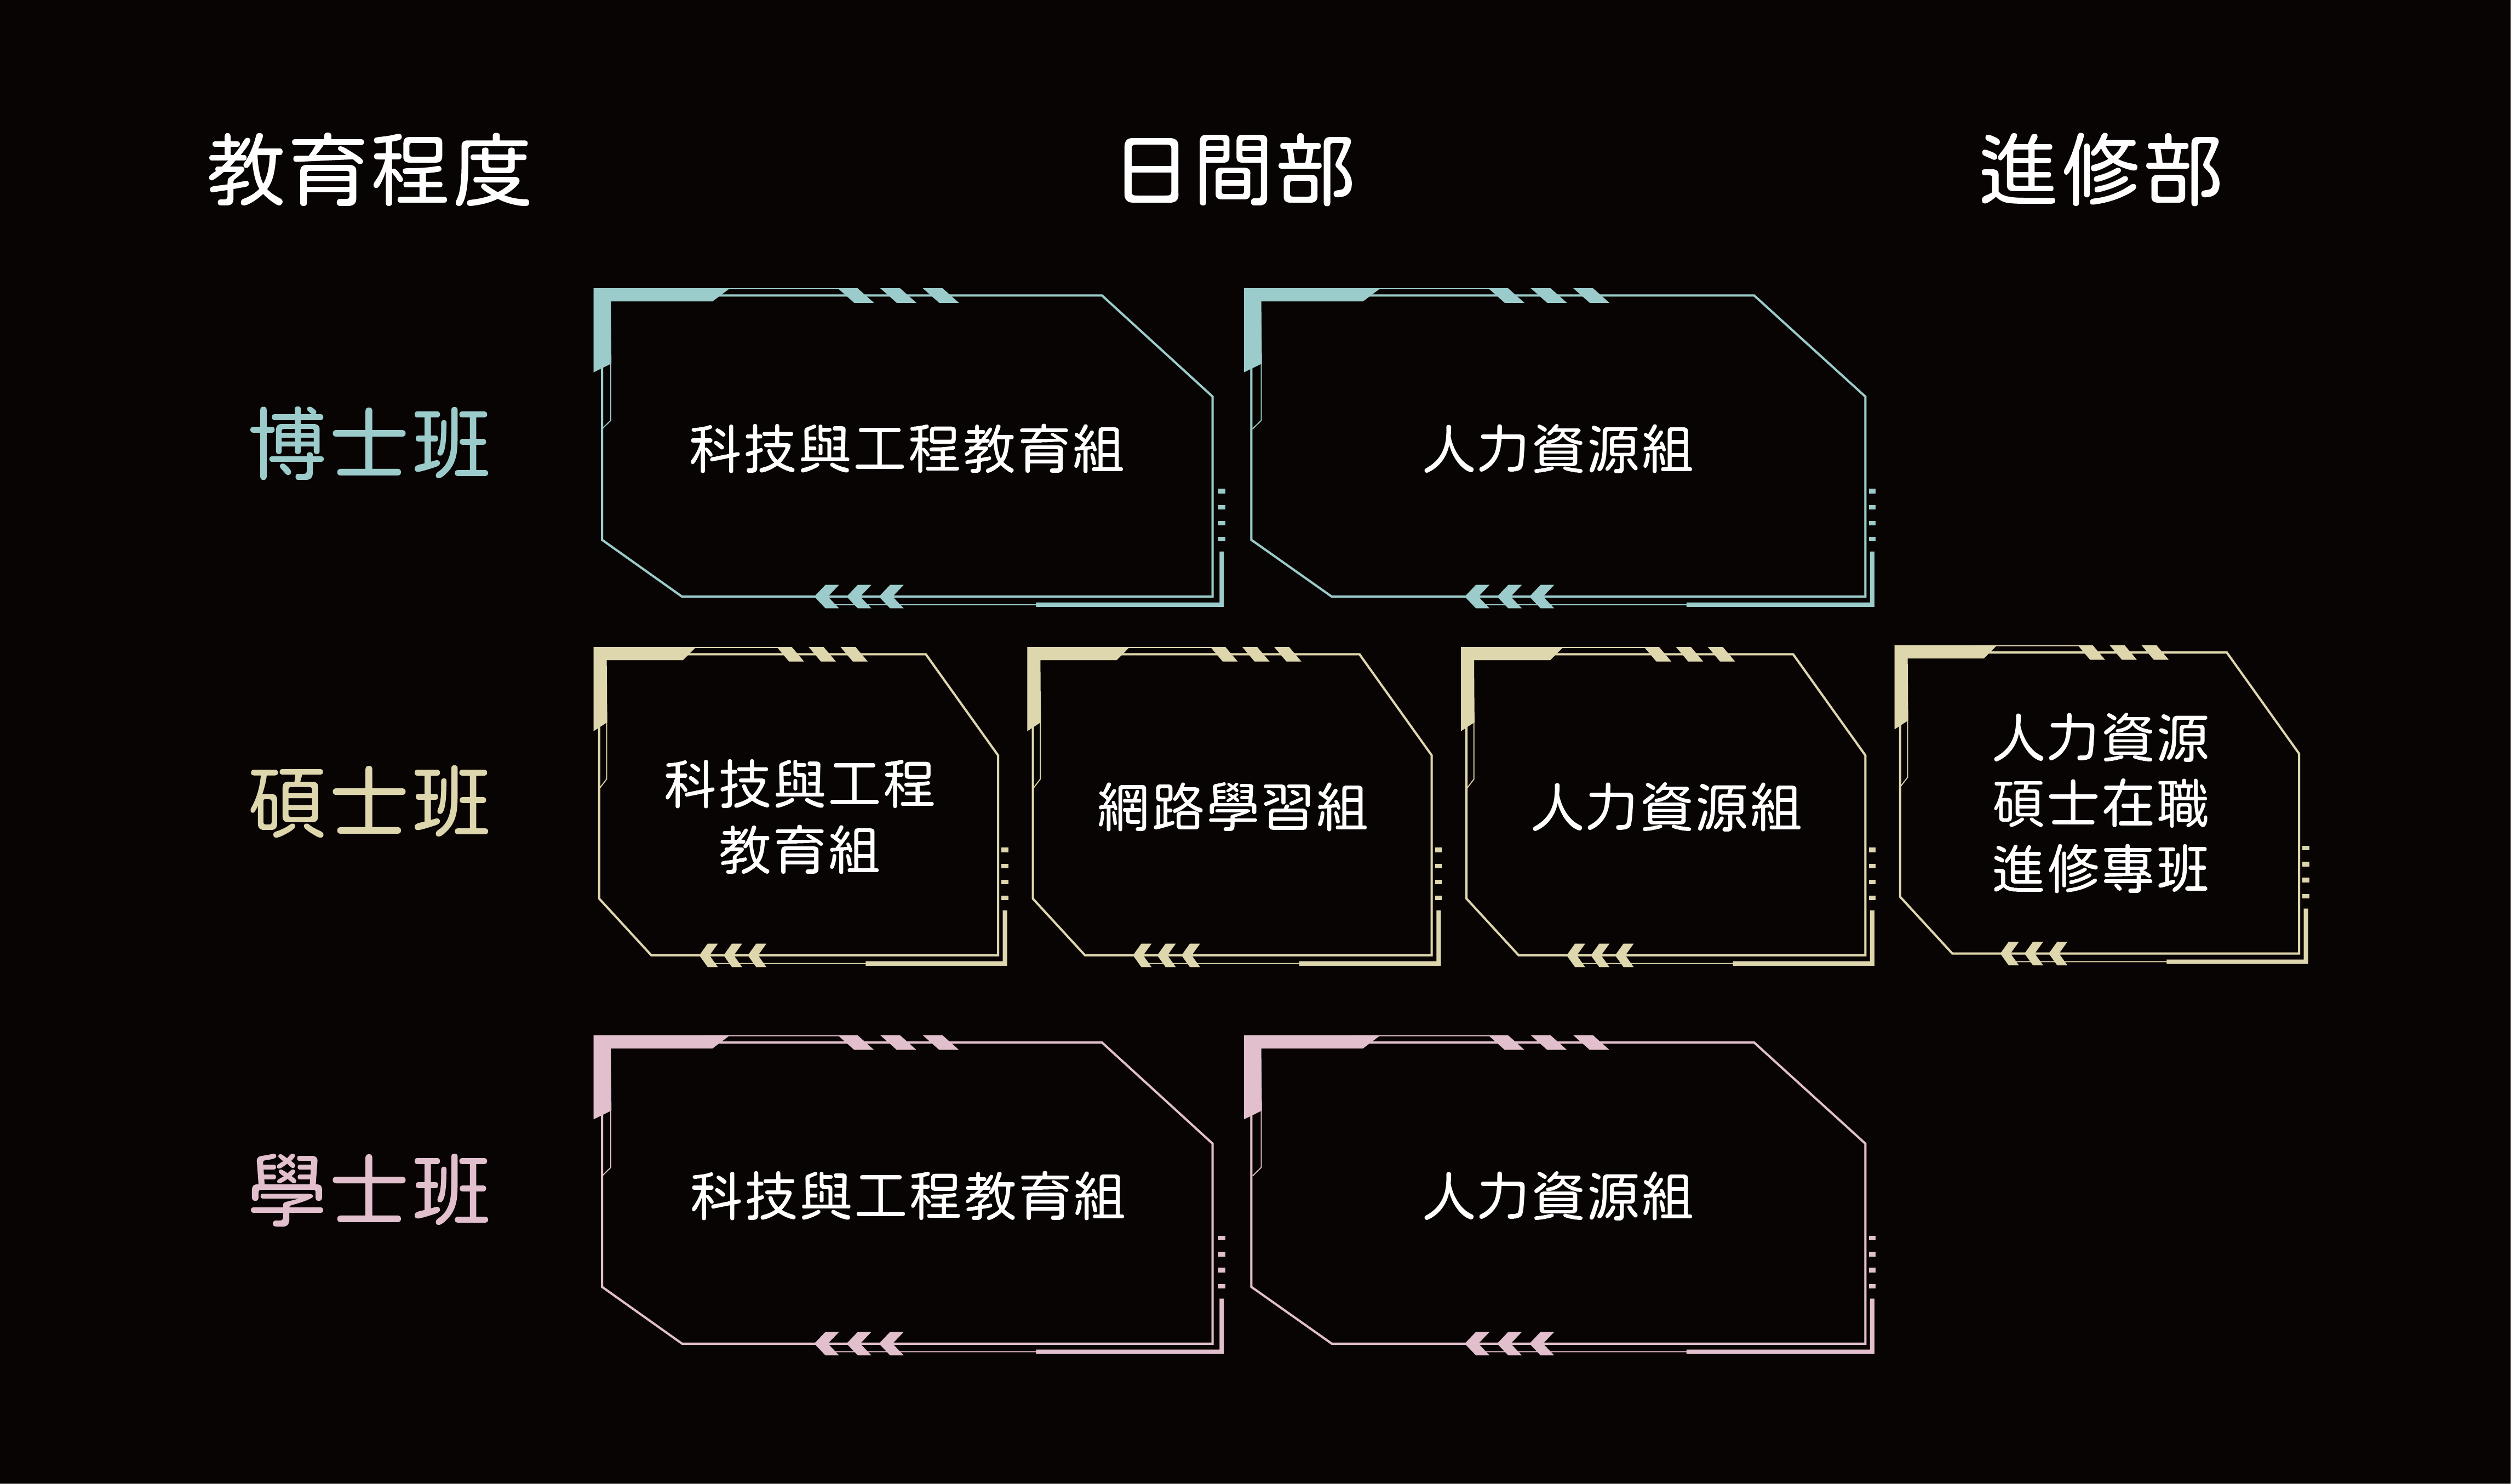 教育程度
日間部
進修部
博士班
科技與工程教育組
人力資源組
碩士班
科技與工程
教育組
網路學習組
人力資源組
人力資源
碩士在職
進修專班
學士班
科技與工程教育組
人力資源組